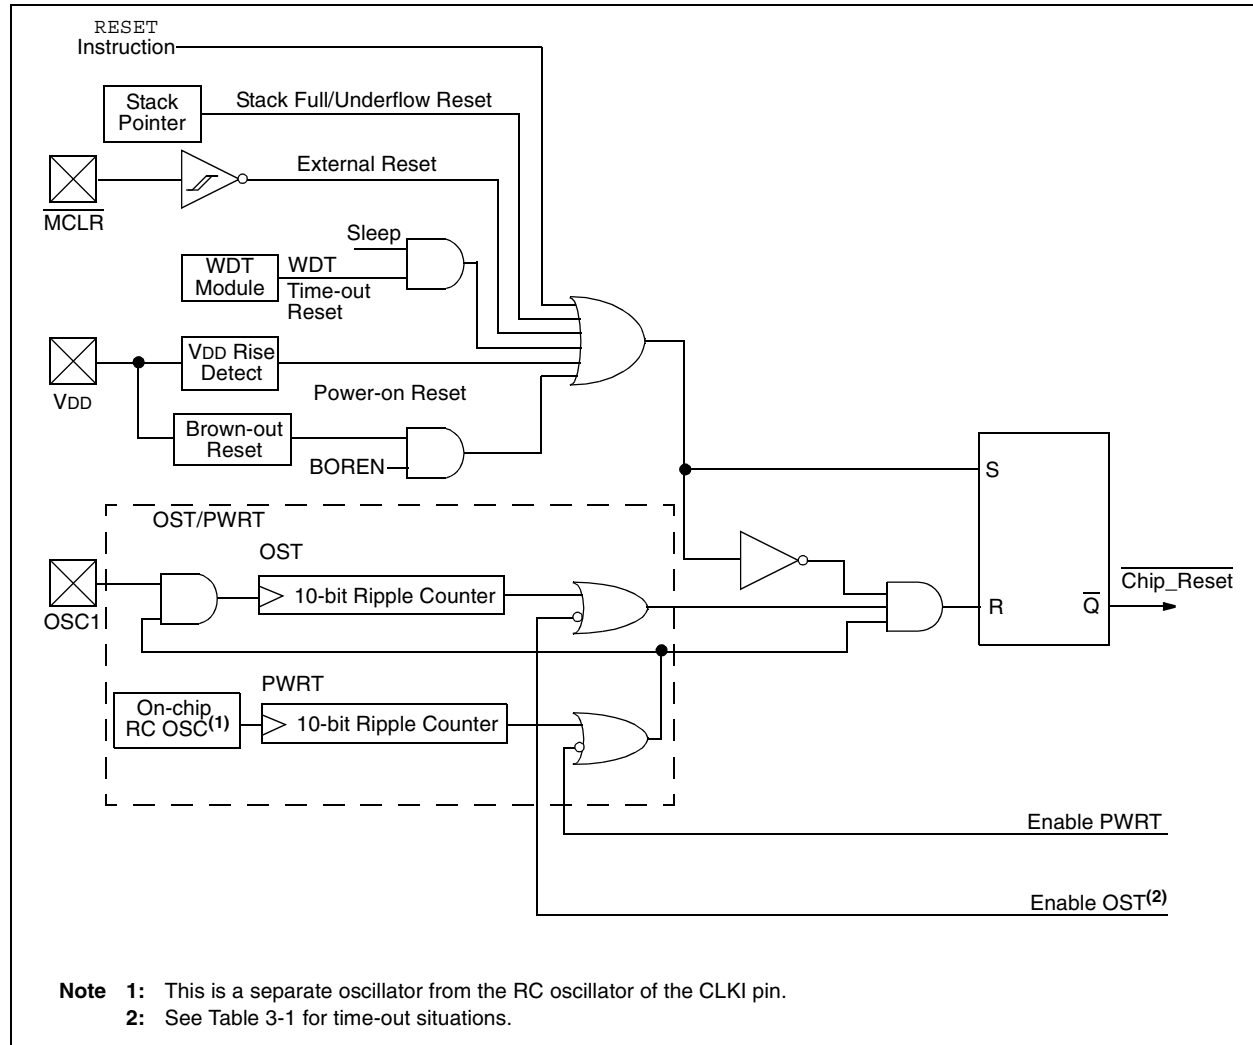 RESET
Instruction
Stack
Pointer
Stack Full/Underflow Reset
External Reset
MCLR
Sleep
WDT
Module
WDT
Time-out
Reset
VDD Rise
Detect
VDD
Power-on Reset
Brown-out
Reset
BOREN
S
OST/PWRT
OST
10-bit Ripple Counter
OSC1
Chip_Reset
R
Q
PWRT
On-chip
RC OSC(1)
10-bit Ripple Counter
Enable PWRT
Enable OST(2)
Note 1: This is a separate oscillator from the RC oscillator of the CLKI pin.
2: See Table 3-1 for time-out situations.